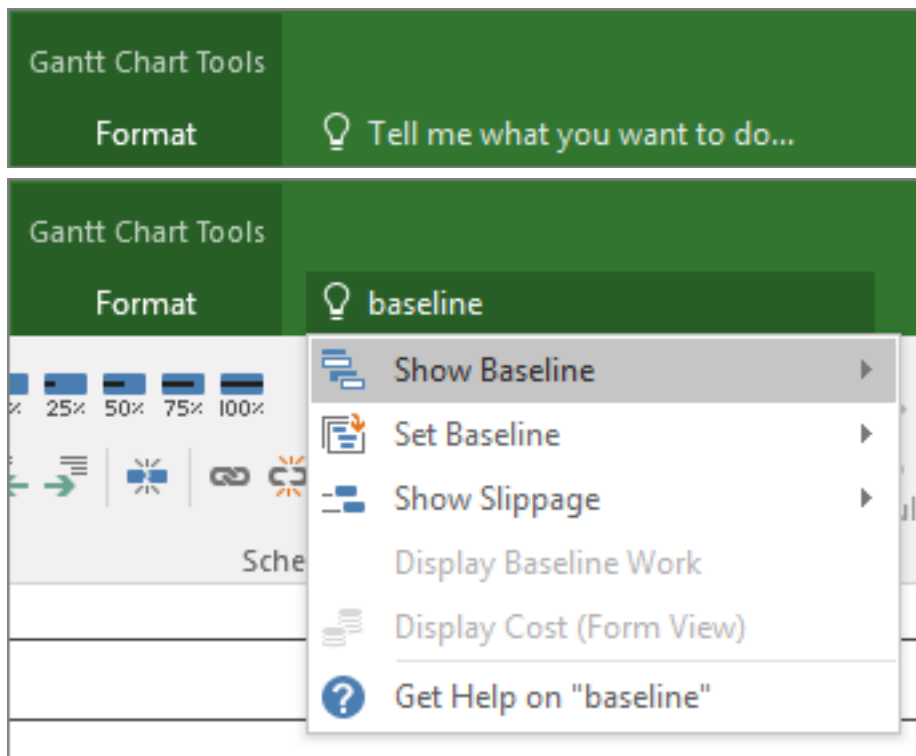 Gantt Chart Tools
Format
Tell me what you want to do...
Gantt Chart Tools
Format
baseline
25% 50% 75% 100%
Show Baseline
Set Baseline
Show Slippage
Display Baseline Work
Display Cost (Form View)
Get Help on "baseline"